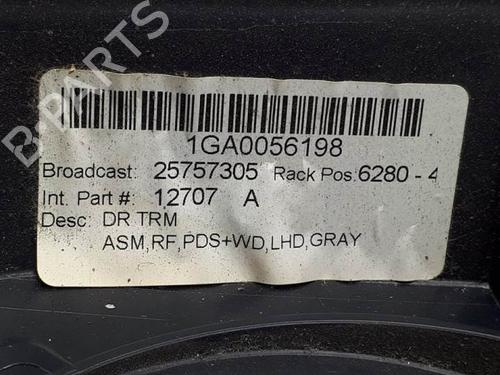 B-PARTS
1GA0056198
Broadcast: 25757305 Rack Pos: 6280 - 4
Int. Part #: 12707 A
Desc: DR TRM
ASM,RF,PDS+WD,LHD,GRAY